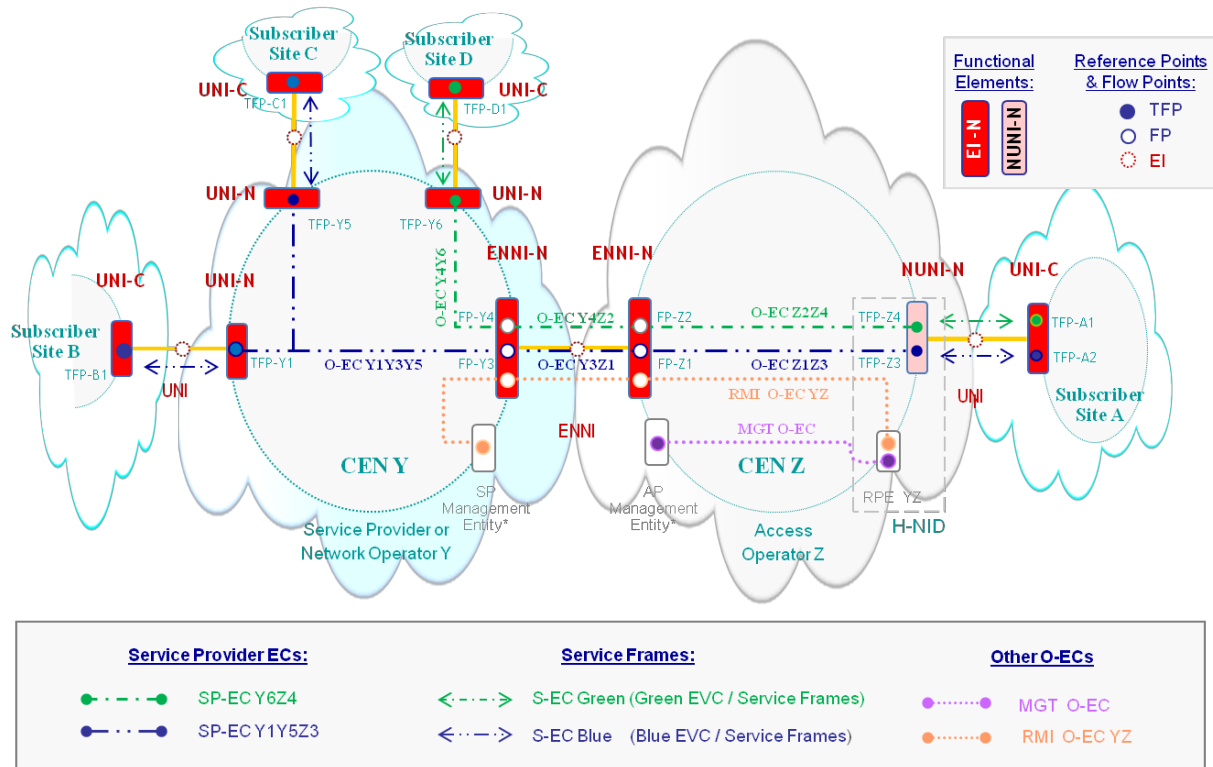 Subscriber
Site C
Subscriber
Site D
UNI-C
UNI-C
TFP-C1
TFP-D1
Functional
Elements:
EI-N
NUNI-N
Reference Points
& Flow Points:
TFP
FP
EI
UNI-N
UNI-N
TFP-Y5
TFP-Y6
O-EC Y4Y6
ENNI-N
ENNI-N
UNI-C
UNI-N
NUNI-N
UNI-C
FP-Y4
O-EC Y4Z2
FP-Z2
O-EC Z2Z4
TFP-Z4
TFP-A1
Subscriber
Site B
TFP-B1
UNI
TFP-Y1
O-EC Y1Y3Y5
FP-Y3
O-EC Y3Z1
FP-Z1
O-EC Z1Z3
TFP-Z3
UNI
TFP-A2
Subscriber
Site A
RMI O-EC YZ
ENNI
MGT O-EC
CEN Y
CEN Z
SP
Management
Entity*
AP
Management
Entity*
RPE YZ
H-NID
Service Provider or
Network Operator Y
Access
Operator Z
Service Provider ECs:
SP-EC Y6Z4
SP-EC Y1Y5Z3
Service Frames:
S-EC Green (Green EVC / Service Frames)
S-EC Blue (Blue EVC / Service Frames)
Other O-ECs
MGT O-EC
RMI O-EC YZ